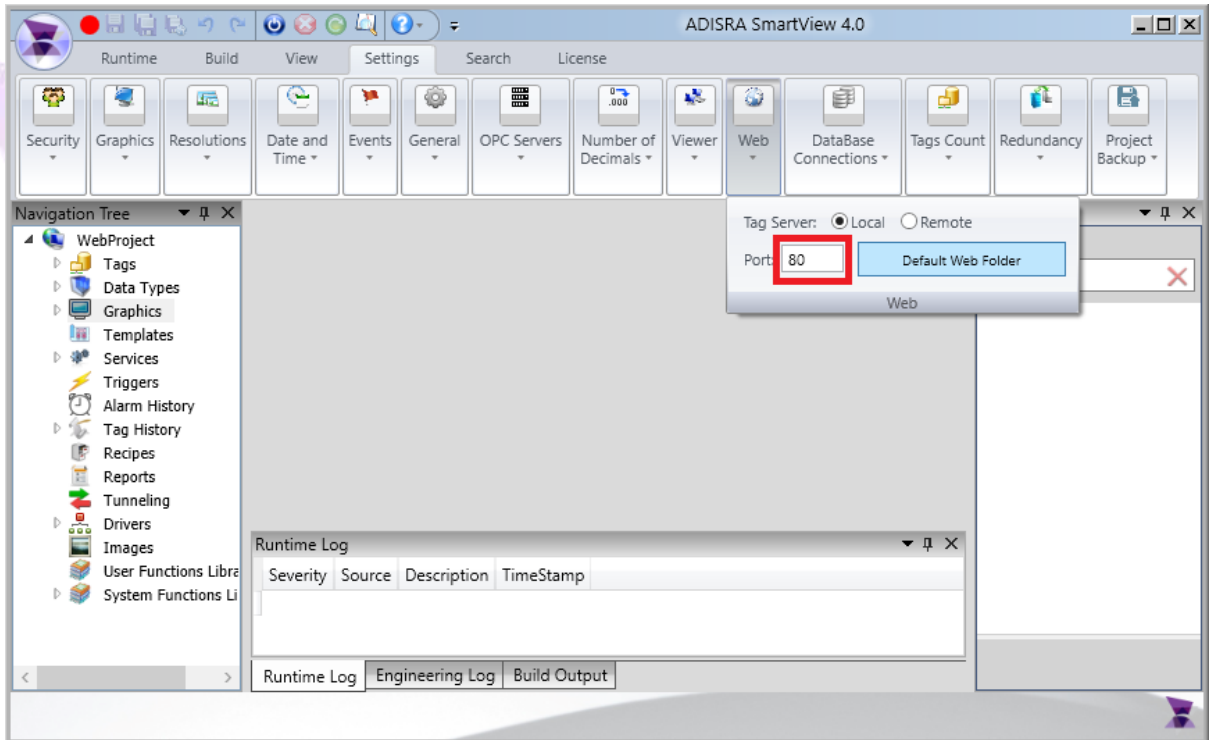 ADISRA SmartView 4.0
Runtime Build View Settings Search License
Security Graphics Resolutions Date and Time Events General OPC Servers Number of Decimals Viewer Web DataBase Connections Tags Count Redundancy Project Backup
.000
Navigation Tree
Tag Server: Local Remote
WebProject
Port: 80 Default Web Folder
Web
Tags
Data Types
Graphics
Templates
Services
Triggers
Alarm History
Tag History
Recipes
Reports
Tunneling
Drivers
Images
User Functions Libra
System Functions Li
Runtime Log
Severity Source Description TimeStamp
Runtime Log Engineering Log Build Output